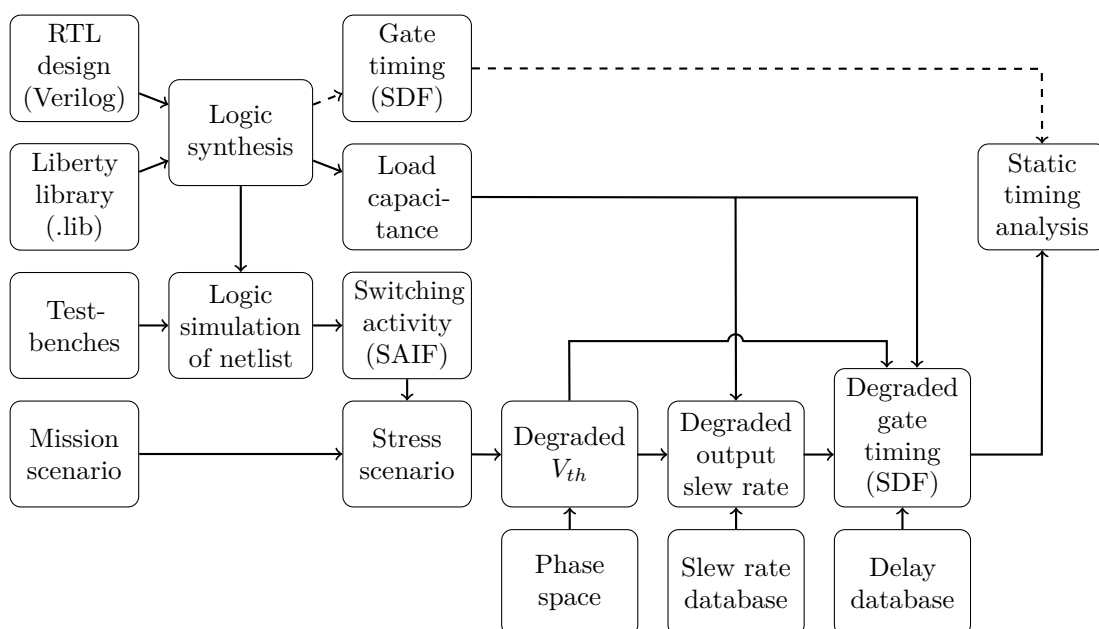 RTL
design
(Verilog)
Gate
timing
(SDF)
Logic
synthesis
Liberty
library
(.lib)
Load
capaci-
tance
Static
timing
analysis
Test-
benches
Logic
simulation
of netlist
Switching
activity
(SAIF)
Mission
scenario
Stress
scenario
Degraded
V_{th}
Degraded
output
slew rate
Degraded
gate
timing
(SDF)
Phase
space
Slew rate
database
Delay
database